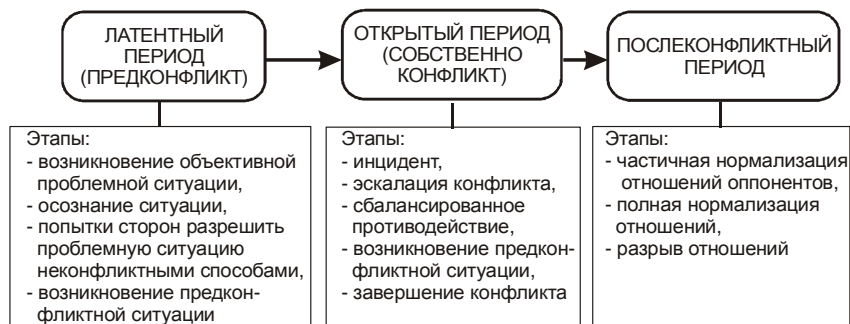 ЛАТЕНТНЫЙ
ПЕРИОД
(ПРЕДКОНФЛИКТ)
ОТКРЫТЫЙ ПЕРИОД
(СОБСТВЕННО
КОНФЛИКТ)
ПОСЛЕКОНФЛИКТНЫЙ
ПЕРИОД
Этапы:
- возникновение объективной
проблемной ситуации,
- осознание ситуации,
- попытки сторон разрешить
проблемную ситуацию
неконфликтными способами,
- возникновение предкон-
фликтной ситуации
Этапы:
- инцидент,
- эскалация конфликта,
- сбалансированное
противодействие,
- возникновение предкон-
фликтной ситуации,
- завершение конфликта
Этапы:
- частичная нормализация
отношений оппонентов,
- полная нормализация
отношений,
- разрыв отношений